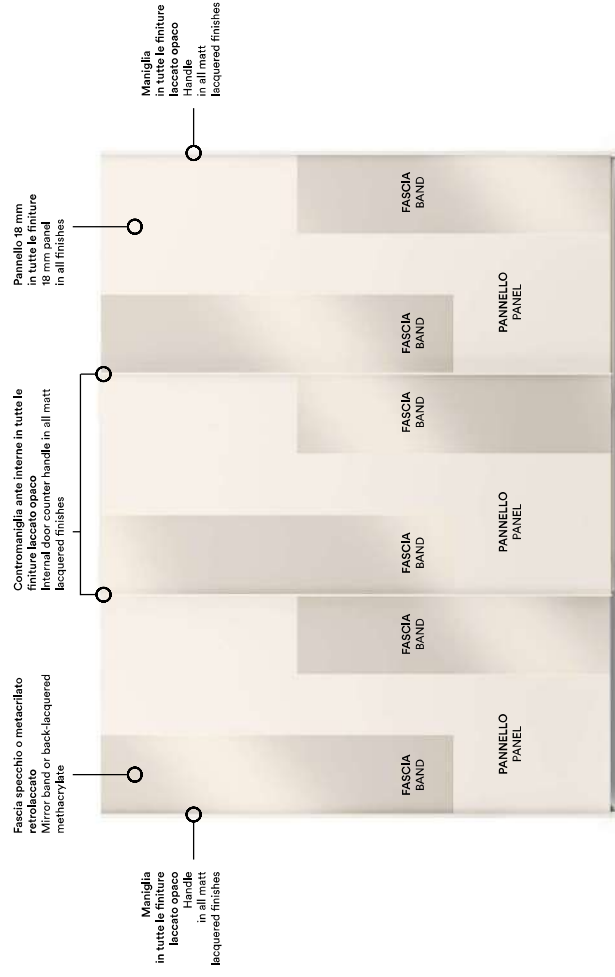 Fascia specchio o metacrilato
retrolaccato
Mirror band or back-lacquered
methacrylate
Contromaniglia ante interne in tutte le
finiture laccato opaco
Internal door counter handle in all matt
lacquered finishes
Pannello 18 mm
in tutte le finiture
18 mm panel
in all finishes
Maniglia
in tutte le finiture
laccato opaco
Handle
in all matt
lacquered finishes
Maniglia
in tutte le finiture
laccato opaco
Handle
in all matt
lacquered finishes
FASCIA
BAND
FASCIA
BAND
FASCIA
BAND
FASCIA
BAND
FASCIA
BAND
FASCIA
BAND
PANNELLO
PANEL
PANNELLO
PANEL
PANNELLO
PANEL